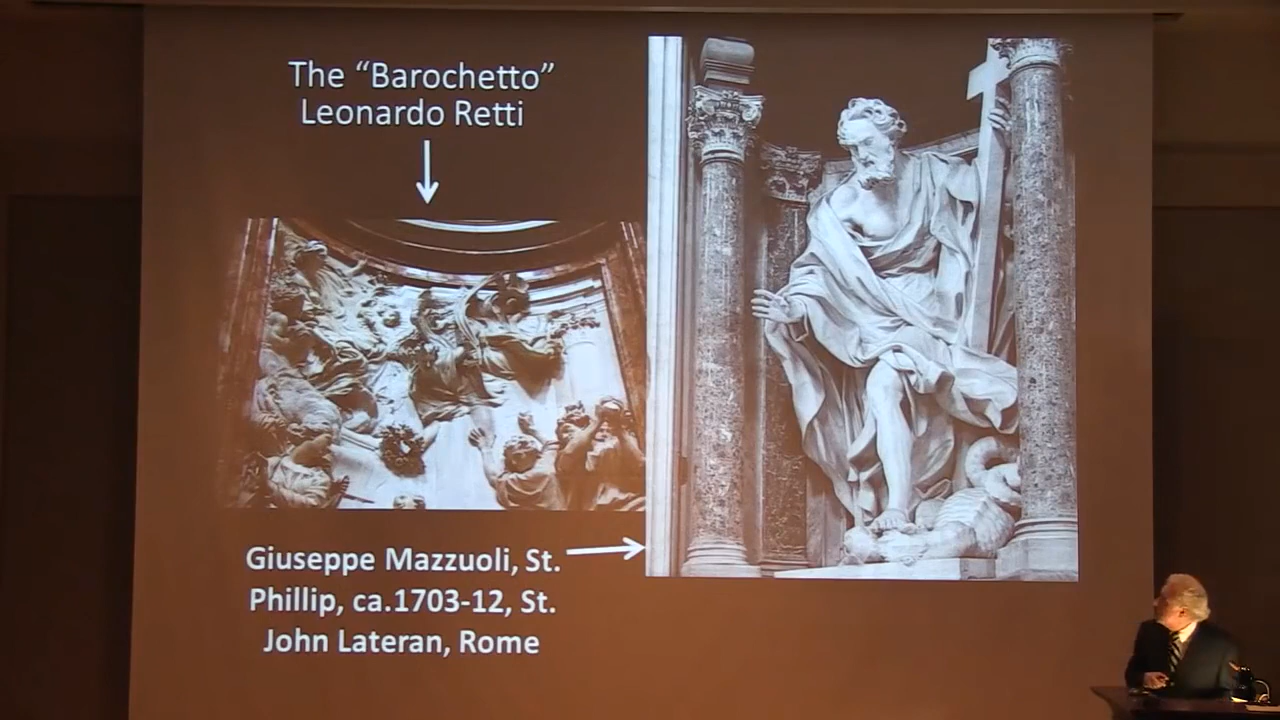 The “Barochetto”
Leonardo Retti
Giuseppe Mazzuoli, St.
Phillip, ca.1703-12, St.
John Lateran, Rome